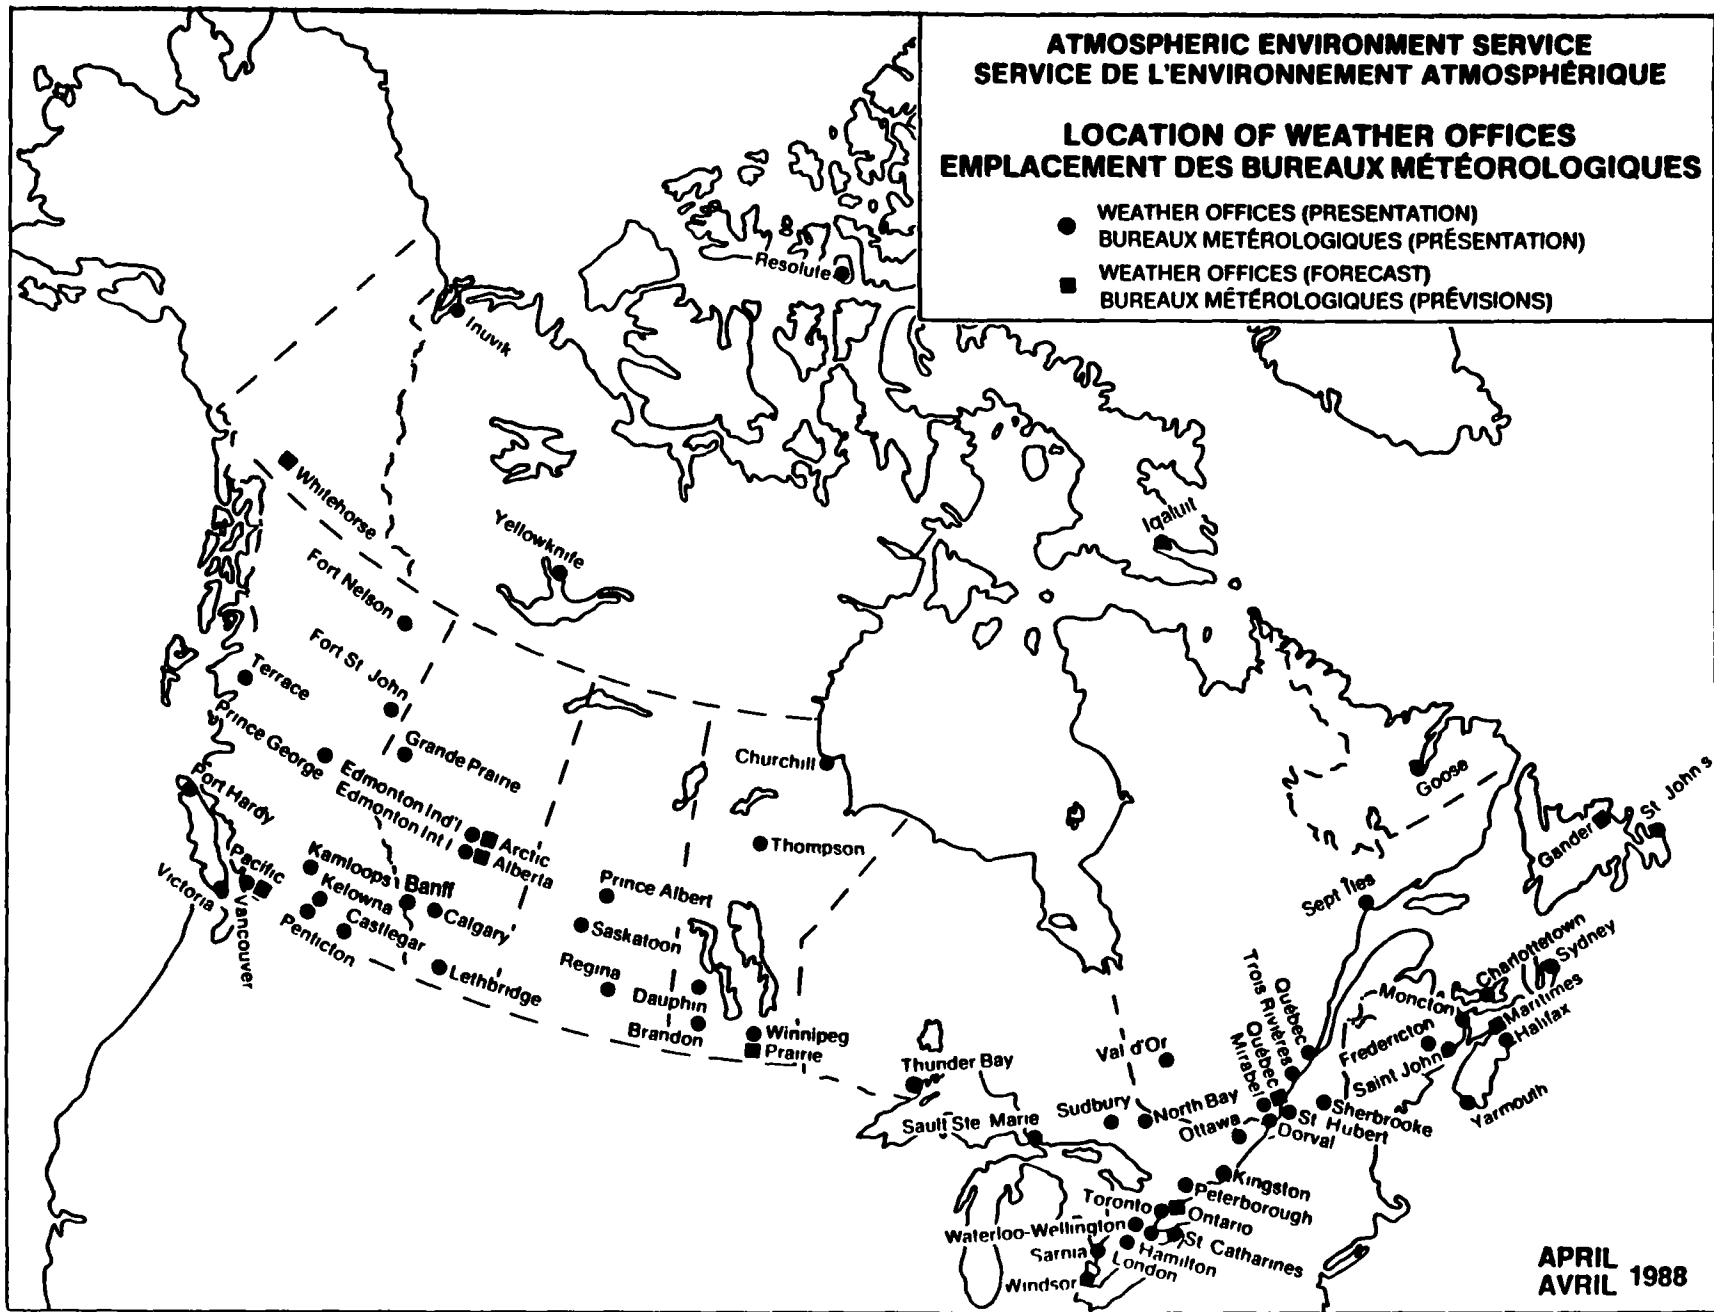 ATMOSPHERIC ENVIRONMENT SERVICE
SERVICE DE L'ENVIRONNEMENT ATMOSPHÉRIQUE
LOCATION OF WEATHER OFFICES
EMPLACEMENT DES BUREAUX MÉTÉOROLOGIQUES
WEATHER OFFICES (PRESENTATION)
BUREAUX METÉROLOGIQUES (PRÉSENTATION)
WEATHER OFFICES (FORECAST)
BUREAUX MÉTÉROLOGIQUES (PRÉVISIONS)
Resolute
Inuvik
Whitehorse
Yellowknife
Iqaluit
Fort Nelson
Fort St John
Terrace
Prince George
Grande Prairie
Churchill
Goose
St John s
Port Hardy
Edmonton Ind'l
Edmonton Int l
Arctic
Alberta
Thompson
Gander
Pacific
Victoria
Vancouver
Kamloops
Banff
Kelowna
Calgary
Castlegar
Penticton
Lethbridge
Prince Albert
Saskatoon
Regina
Dauphin
Brandon
Winnipeg
Prairie
Sept Îles
Charlottetown
Sydney
Moncton
Maritimes
Fredericton
Halifax
Saint John
Yarmouth
Thunder Bay
Val d'Or
Québec
Trois Rivières
Québec
Mirabel
Sault Ste Marie
Sudbury
North Bay
Ottawa
Sherbrooke
St Hubert
Dorval
Kingston
Peterborough
Toronto
Ontario
Waterloo-Wellington
St Catharines
Sarnia
Hamilton
London
Windsor
APRIL
AVRIL 1988